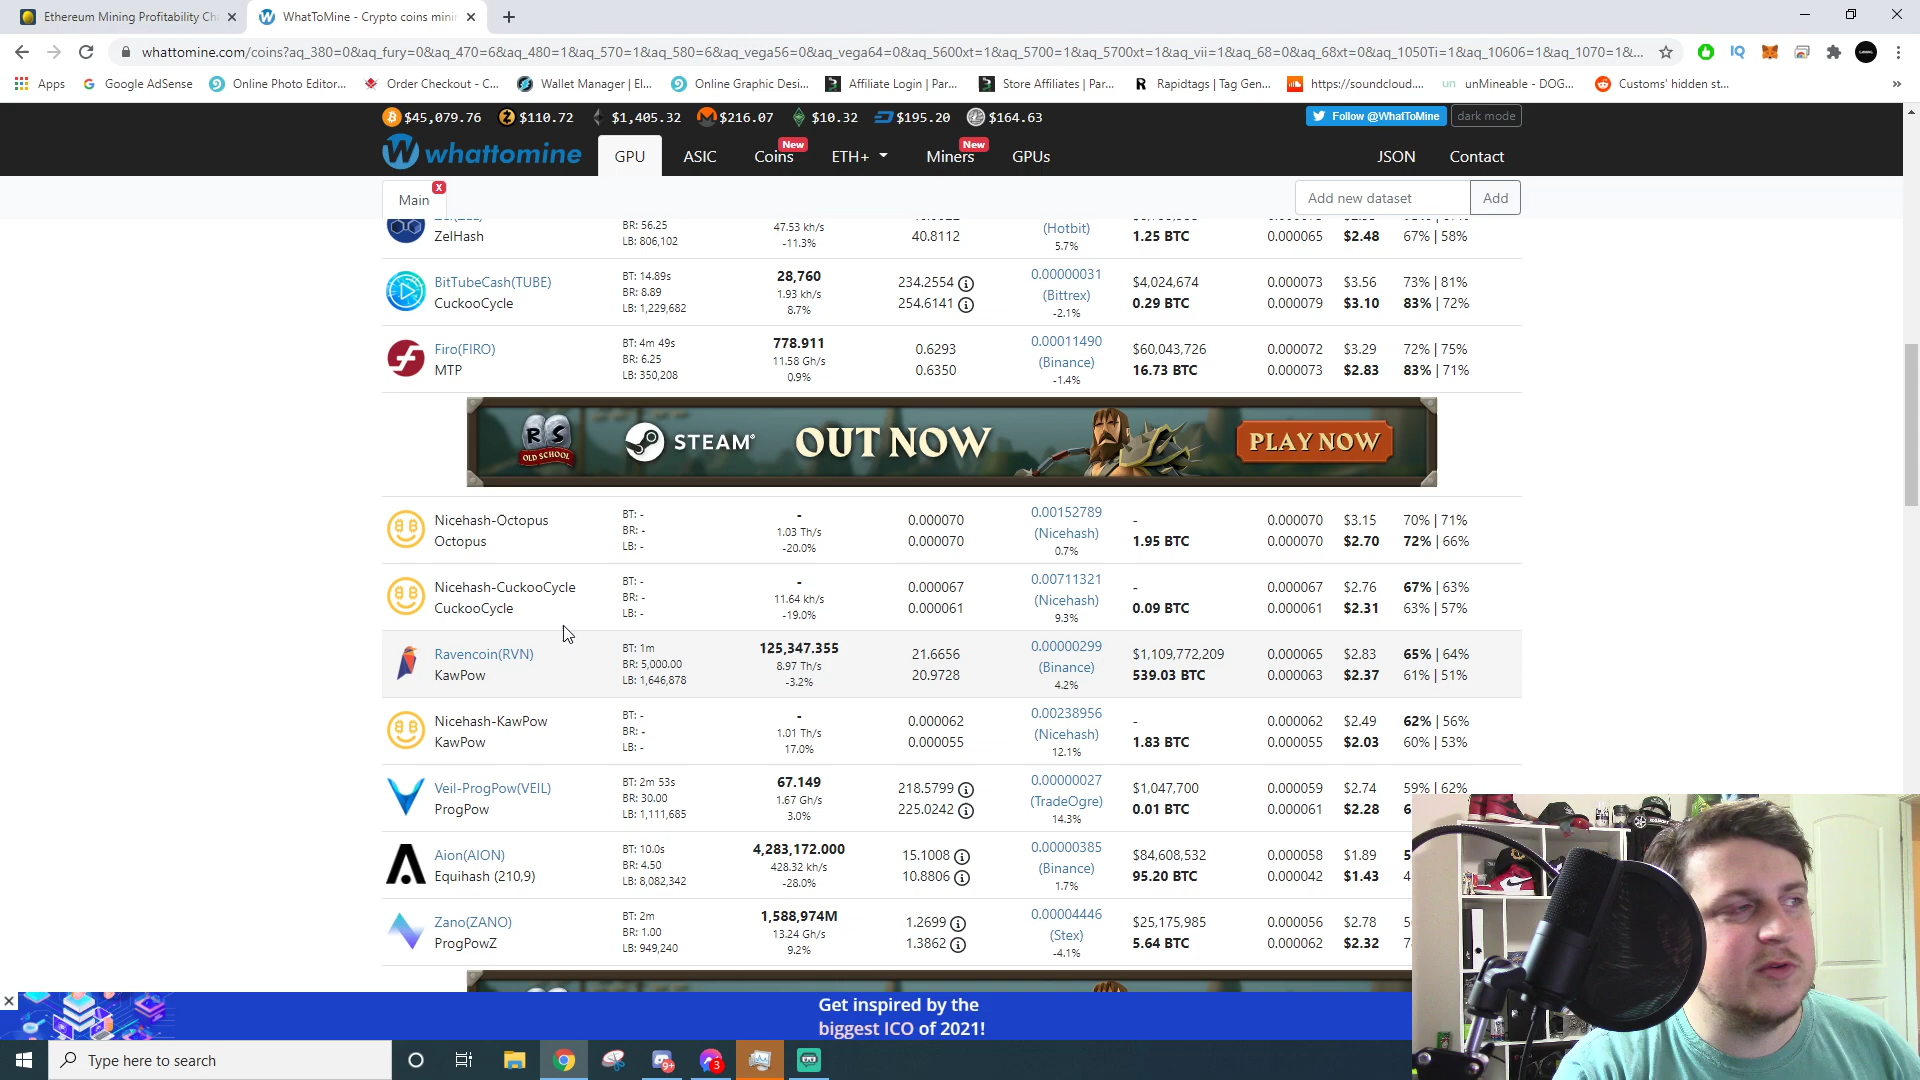 Ethereum Mining Profitability Ch
WhatToMine - Crypto coins mini
whattomine.com/coins?aq_380=0&aq_fury=0&aq_470=6&aq_480=1&aq_570=1&aq_580=6&aq_vega56=0&aq_vega64=0&aq_5600xt=1&aq_5700=1&aq_5700xt=1&aq_vii=1&aq_68=0&aq_68xt=0&aq_1050Ti=1&aq_10606=1&aq_1070=1&...
Apps Google AdSense Online Photo Editor... Order Checkout - C... Wallet Manager | El... Online Graphic Desi... Affiliate Login | Par... Store Affiliates | Par... Rapidtags | Tag Gen... https://soundcloud.... unMineable - DOG... Customs' hidden st... »
$45,079.76 $110.72 $1,405.32 $216.07 $10.32 $195.20 $164.63 Follow @WhatToMine dark mode
whattomine GPU ASIC Coins New ETH+ Miners New GPUs JSON Contact
Main x Add new dataset Add
BR: 56.25 47.53 kh/s (Hotbit)
ZelHash LB: 806,102 -11.3% 40.8112 5.7% 1.25 BTC 0.000065 $2.48 67% | 58%
BitTubeCash(TUBE) BT: 14.89s 28,760 234.2554 0.00000031 $4,024,674 0.000073 $3.56 73% | 81%
CuckooCycle BR: 8.89 1.93 kh/s 254.6141 (Bittrex) 0.29 BTC 0.000079 $3.10 83% | 72%
LB: 1,229,682 8.7% -2.1%
Firo(FIRO) BT: 4m 49s 778.911 0.6293 0.00011490 $60,043,726 0.000072 $3.29 72% | 75%
MTP BR: 6.25 11.58 Gh/s 0.6350 (Binance) 16.73 BTC 0.000073 $2.83 83% | 71%
LB: 350,208 0.9% -1.4%
RS OLD SCHOOL STEAM OUT NOW PLAY NOW
Nicehash-Octopus BT: - - 0.000070 0.00152789 - 0.000070 $3.15 70% | 71%
Octopus BR: - 1.03 Th/s 0.000070 (Nicehash) 1.95 BTC 0.000070 $2.70 72% | 66%
LB: - -20.0% 0.7%
Nicehash-CuckooCycle BT: - - 0.000067 0.00711321 - 0.000067 $2.76 67% | 63%
CuckooCycle BR: - 11.64 kh/s 0.000061 (Nicehash) 0.09 BTC 0.000061 $2.31 63% | 57%
LB: - -19.0% 9.3%
Ravencoin(RVN) BT: 1m 125,347.355 21.6656 0.00000299 $1,109,772,209 0.000065 $2.83 65% | 64%
KawPow BR: 5,000.00 8.97 Th/s 20.9728 (Binance) 539.03 BTC 0.000063 $2.37 61% | 51%
LB: 1,646,878 -3.2% 4.2%
Nicehash-KawPow BT: - - 0.000062 0.00238956 - 0.000062 $2.49 62% | 56%
KawPow BR: - 1.01 Th/s 0.000055 (Nicehash) 1.83 BTC 0.000055 $2.03 60% | 53%
LB: - 17.0% 12.1%
Veil-ProgPow(VEIL) BT: 2m 53s 67.149 218.5799 0.00000027 $1,047,700 0.000059 $2.74 59% | 62%
ProgPow BR: 30.00 1.67 Gh/s 225.0242 (TradeOgre) 0.01 BTC 0.000061 $2.28 6
LB: 1,111,685 3.0% 14.3%
Aion(AION) BT: 10.0s 4,283,172.000 15.1008 0.00000385 $84,608,532 0.000058 $1.89 5
Equihash (210,9) BR: 4.50 428.32 kh/s 10.8806 (Binance) 95.20 BTC 0.000042 $1.43 4
LB: 8,082,342 -28.0% 1.7%
Zano(ZANO) BT: 2m 1,588,974M 1.2699 0.00004446 $25,175,985 0.000056 $2.78 5
ProgPowZ BR: 1.00 13.24 Gh/s 1.3862 (Stex) 5.64 BTC 0.000062 $2.32 7
LB: 949,240 9.2% -4.1%
Get inspired by the
biggest ICO of 2021!
Type here to search 9+ 3